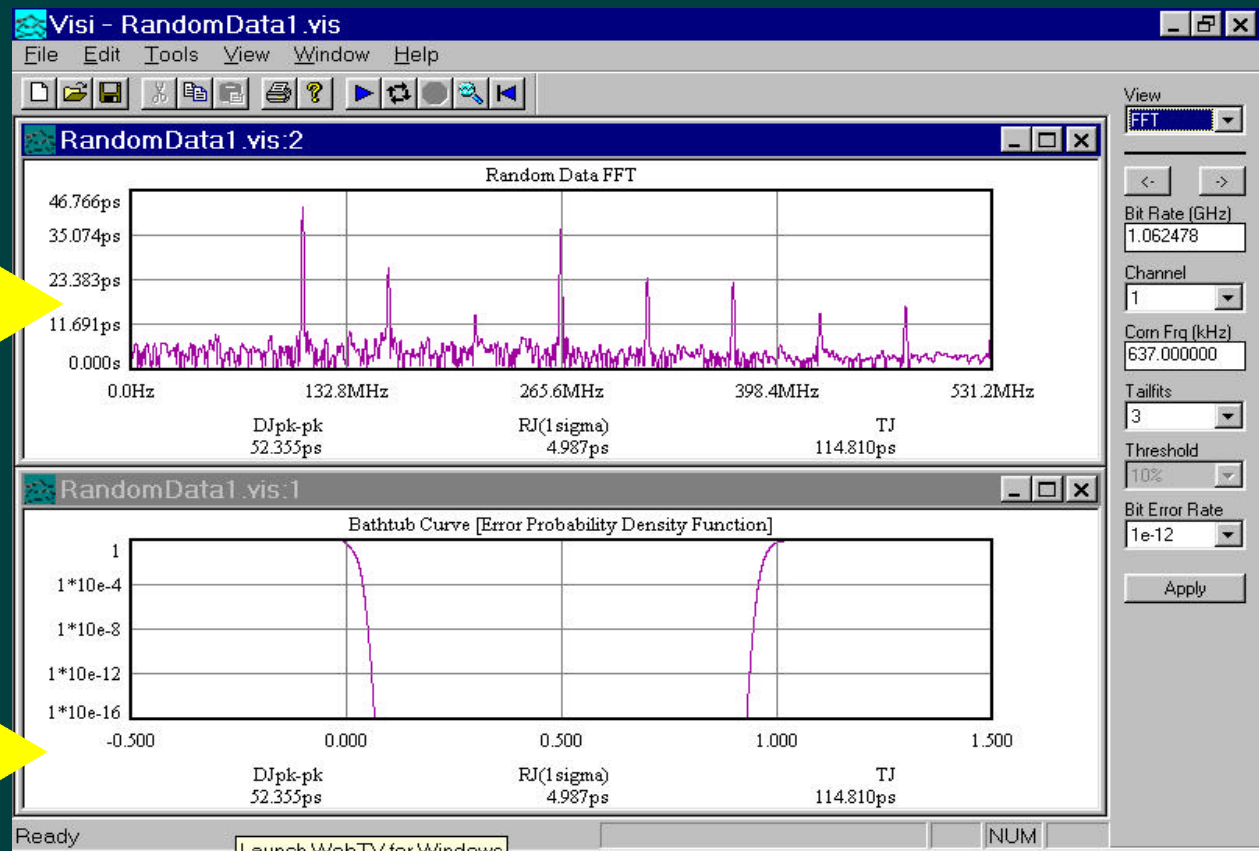 Visi - RandomData1.vis
File Edit Tools View Window Help
RandomData1.vis:2
Random Data FFT
46.766ps
35.074ps
23.383ps
11.691ps
0.000s
0.0Hz 132.8MHz 265.6MHz 398.4MHz 531.2MHz
DJpk-pk RJ(1sigma) TJ
52.355ps 4.987ps 114.810ps
RandomData1.vis:1
Bathtub Curve [Error Probability Density Function]
1
1*10e-4
1*10e-8
1*10e-12
1*10e-16
-0.500 0.000 0.500 1.000 1.500
DJpk-pk RJ(1sigma) TJ
52.355ps 4.987ps 114.810ps
View
FFT
<- ->
Bit Rate (GHz)
1.062478
Channel
1
Corn Frq (kHz)
637.000000
Tailfits
3
Threshold
10%
Bit Error Rate
1e-12
Apply
Ready
Launch WebTV for Windows
NUM